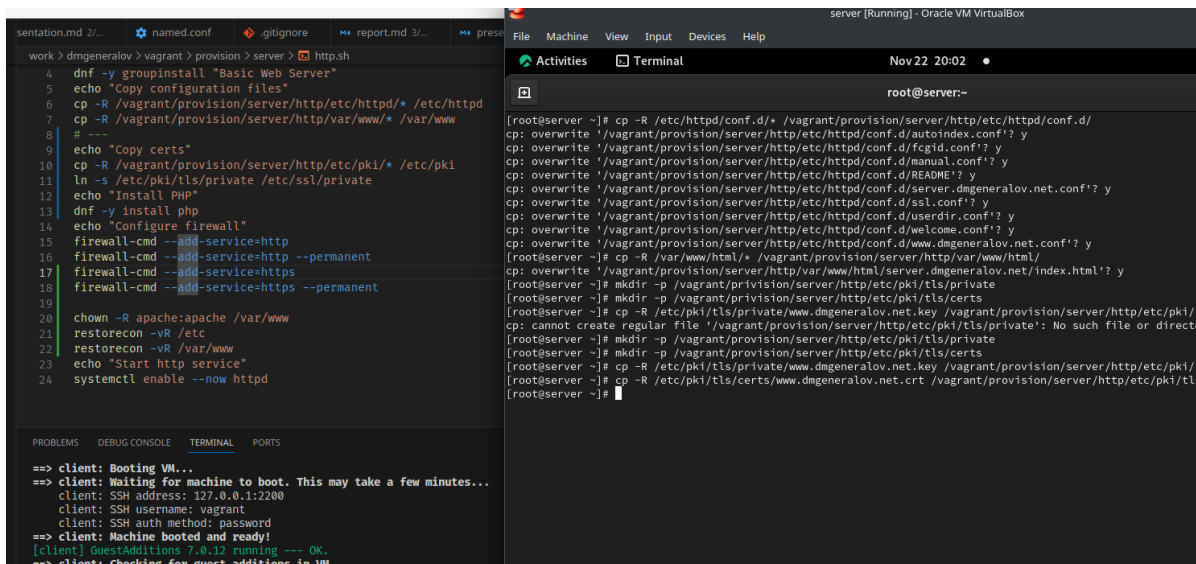 sentation.md 2/...
named.conf
.gitignore
report.md 3/...
prese
work > dmgeneralov > vagrant > provision > server > http.sh
4 dnf -y groupinstall "Basic Web Server"
5 echo "Copy configuration files"
6 cp -R /vagrant/provision/server/http/etc/httpd/* /etc/httpd
7 cp -R /vagrant/provision/server/http/var/www/* /var/www
8 # ---
9 echo "Copy certs"
10 cp -R /vagrant/provision/server/http/etc/pki/* /etc/pki
11 ln -s /etc/pki/tls/private /etc/ssl/private
12 echo "Install PHP"
13 dnf -y install php
14 echo "Configure firewall"
15 firewall-cmd --add-service=http
16 firewall-cmd --add-service=http --permanent
17 firewall-cmd --add-service=https
18 firewall-cmd --add-service=https --permanent
19
20 chown -R apache:apache /var/www
21 restorecon -vR /etc
22 restorecon -vR /var/www
23 echo "Start http service"
24 systemctl enable --now httpd
PROBLEMS DEBUG CONSOLE TERMINAL PORTS
==> client: Booting VM...
==> client: Waiting for machine to boot. This may take a few minutes...
client: SSH address: 127.0.0.1:2200
client: SSH username: vagrant
client: SSH auth method: password
==> client: Machine booted and ready!
[client] GuestAdditions 7.0.12 running --- OK.
==> client: Checking for guest additions in VM
server [Running] - Oracle VM VirtualBox
File Machine View Input Devices Help
Activities Terminal Nov 22 20:02
root@server:~
[root@server ~]# cp -R /etc/httpd/conf.d/* /vagrant/provision/server/http/etc/httpd/conf.d/
cp: overwrite '/vagrant/provision/server/http/etc/httpd/conf.d/autoindex.conf'? y
cp: overwrite '/vagrant/provision/server/http/etc/httpd/conf.d/fcgid.conf'? y
cp: overwrite '/vagrant/provision/server/http/etc/httpd/conf.d/manual.conf'? y
cp: overwrite '/vagrant/provision/server/http/etc/httpd/conf.d/README'? y
cp: overwrite '/vagrant/provision/server/http/etc/httpd/conf.d/server.dmgeneralov.net.conf'? y
cp: overwrite '/vagrant/provision/server/http/etc/httpd/conf.d/ssl.conf'? y
cp: overwrite '/vagrant/provision/server/http/etc/httpd/conf.d/userdir.conf'? y
cp: overwrite '/vagrant/provision/server/http/etc/httpd/conf.d/welcome.conf'? y
cp: overwrite '/vagrant/provision/server/http/etc/httpd/conf.d/www.dmgeneralov.net.conf'? y
[root@server ~]# cp -R /var/www/html/* /vagrant/provision/server/http/var/www/html/
cp: overwrite '/vagrant/provision/server/http/var/www/html/server.dmgeneralov.net/index.html'? y
[root@server ~]# mkdir -p /vagrant/privision/server/http/etc/pki/tls/private
[root@server ~]# mkdir -p /vagrant/privision/server/http/etc/pki/tls/certs
[root@server ~]# cp -R /etc/pki/tls/private/www.dmgeneralov.net.key /vagrant/provision/server/http/etc/pki/
cp: cannot create regular file '/vagrant/provision/server/http/etc/pki/tls/private': No such file or direct
[root@server ~]# mkdir -p /vagrant/provision/server/http/etc/pki/tls/private
[root@server ~]# mkdir -p /vagrant/provision/server/http/etc/pki/tls/certs
[root@server ~]# cp -R /etc/pki/tls/private/www.dmgeneralov.net.key /vagrant/provision/server/http/etc/pki/
[root@server ~]# cp -R /etc/pki/tls/certs/www.dmgeneralov.net.crt /vagrant/provision/server/http/etc/pki/tl
[root@server ~]#